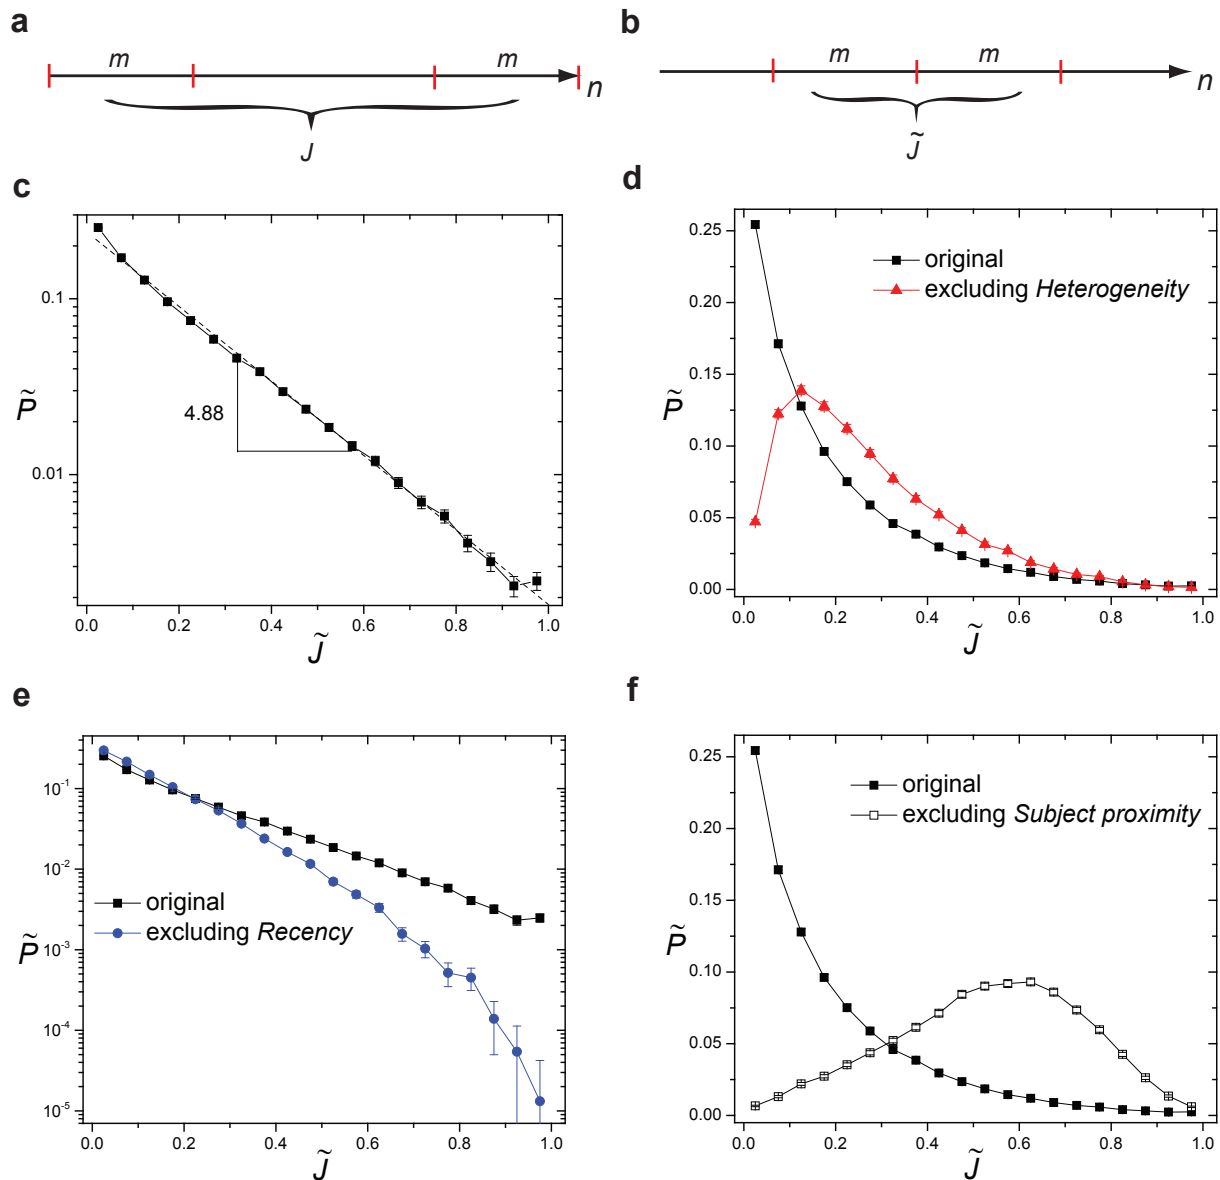 a
m
m
n
J
b
m
m
n
J̃
c
0.1
0.01
P̃
4.88
0.0 0.2 0.4 0.6 0.8 1.0
J̃
d
0.25
0.20
0.15
0.10
0.05
0.00
P̃
original
excluding Heterogeneity
0.0 0.2 0.4 0.6 0.8 1.0
J̃
e
10⁻¹
10⁻²
10⁻³
10⁻⁴
10⁻⁵
P̃
original
excluding Recency
0.0 0.2 0.4 0.6 0.8 1.0
J̃
f
0.25
0.20
0.15
0.10
0.05
0.00
P̃
original
excluding Subject proximity
0.0 0.2 0.4 0.6 0.8 1.0
J̃